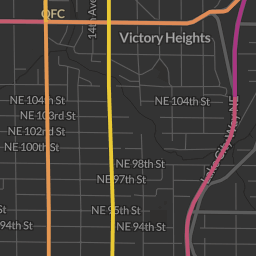 QFC
14th Ave
Victory Heights
NE 104th St
NE 104th St
NE 103rd St
NE 102nd St
NE 100th St
NE 98th St
NE 97th St
Lake City Way NE
NE 95th St
NE 94th St
94th St